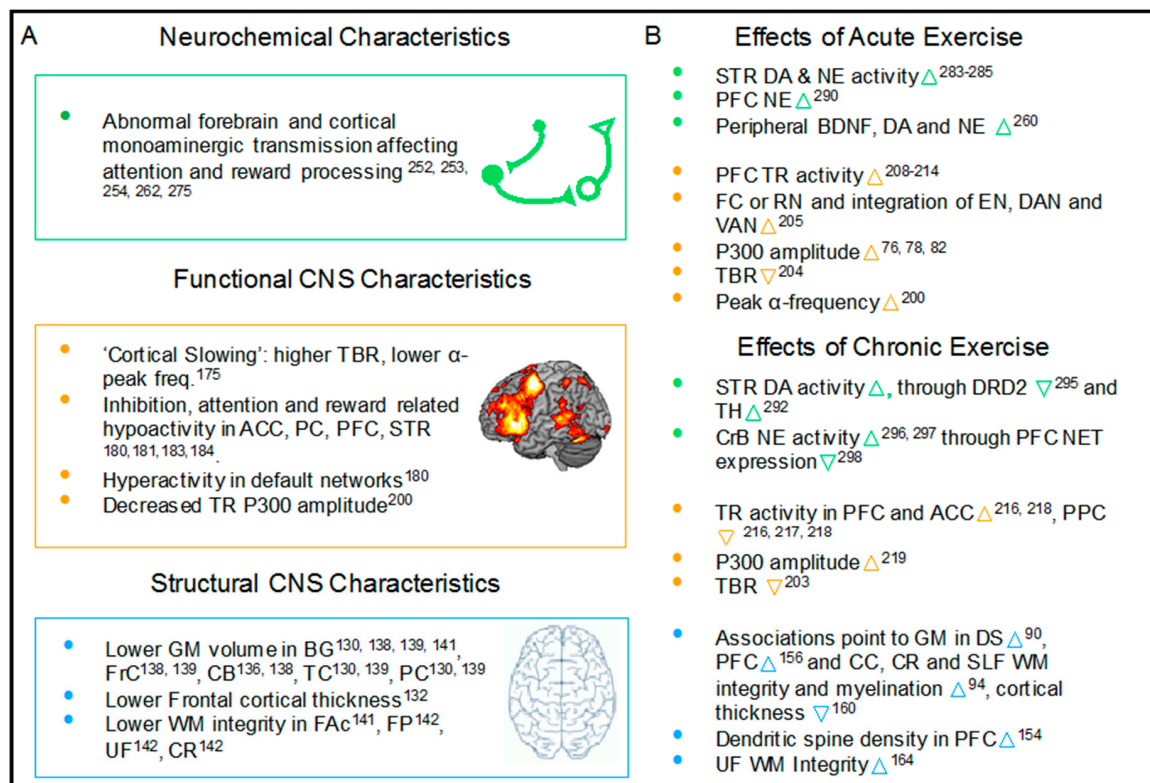 A
Neurochemical Characteristics
Abnormal forebrain and cortical
monoaminergic transmission affecting
attention and reward processing 252, 253,
254, 262, 275
Functional CNS Characteristics
‘Cortical Slowing’: higher TBR, lower α-
peak freq.175
Inhibition, attention and reward related
hypoactivity in ACC, PC, PFC, STR
180, 181, 183, 184.
Hyperactivity in default networks180
Decreased TR P300 amplitude200
Structural CNS Characteristics
Lower GM volume in BG130, 138, 139, 141,
FrC138, 139, CB136, 138, TC130, 139, PC130, 139
Lower Frontal cortical thickness132
Lower WM integrity in FAc141, FP142,
UF142, CR142
B
Effects of Acute Exercise
STR DA & NE activity △283-285
PFC NE △290
Peripheral BDNF, DA and NE △260
PFC TR activity △208-214
FC or RN and integration of EN, DAN and
VAN △205
P300 amplitude △76, 78, 82
TBR ▽204
Peak α-frequency △200
Effects of Chronic Exercise
STR DA activity △, through DRD2 ▽295 and
TH △292
CrB NE activity △296, 297 through PFC NET
expression ▽298
TR activity in PFC and ACC △216, 218, PPC
▽ 216, 217, 218
P300 amplitude △219
TBR ▽203
Associations point to GM in DS △90,
PFC △156 and CC, CR and SLF WM
integrity and myelination △94, cortical
thickness ▽160
Dendritic spine density in PFC △154
UF WM Integrity △164